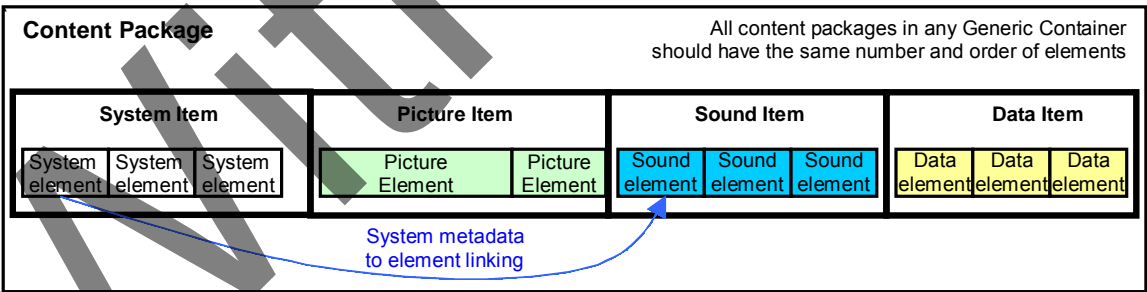 Content Package
All content packages in any Generic Container
should have the same number and order of elements
System Item
Picture Item
Sound Item
Data Item
System element
System element
System element
Picture Element
Picture Element
Sound element
Sound element
Sound element
Data element
Data element
Data element
System metadata
to element linking